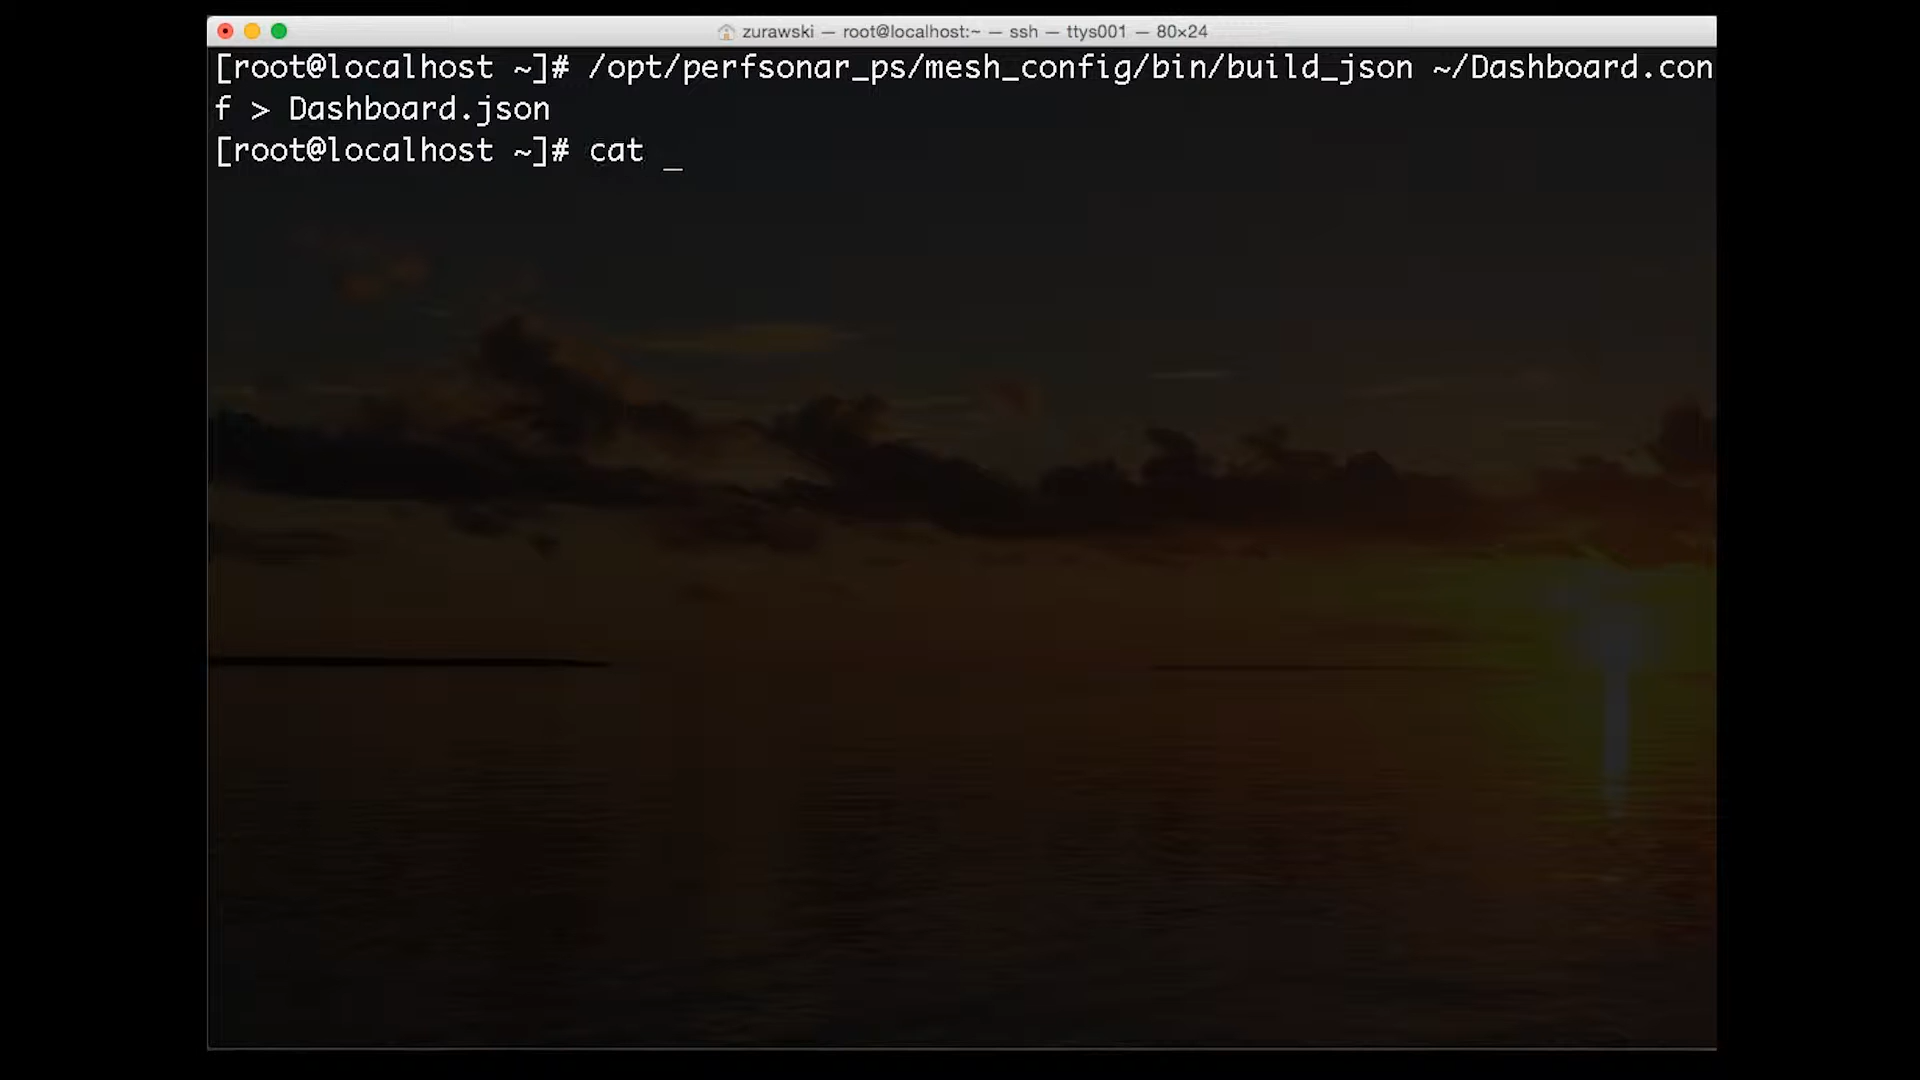 zurawski — root@localhost:~ — ssh — ttys001 — 80×24
[root@localhost ~]# /opt/perfsonar_ps/mesh_config/bin/build_json ~/Dashboard.con
f > Dashboard.json
[root@localhost ~]# cat _